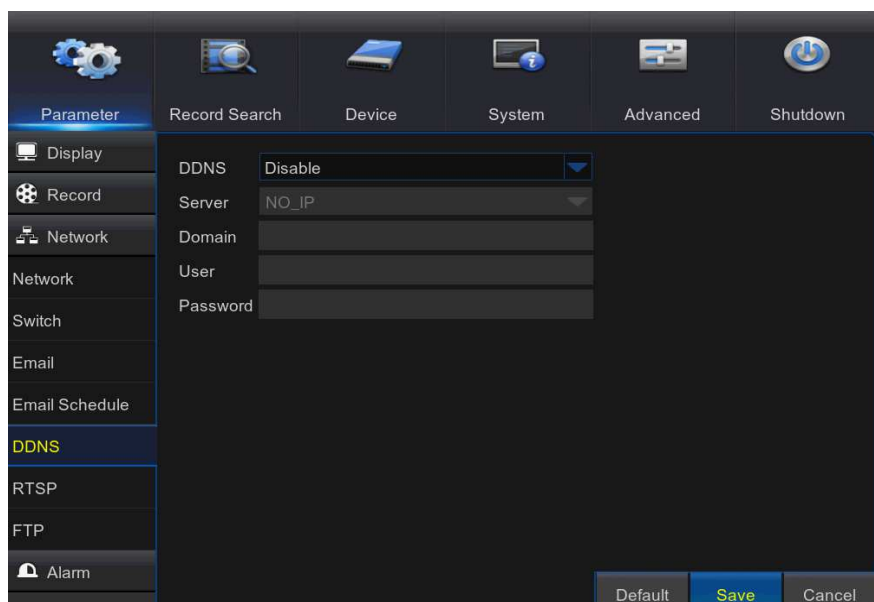 Parameter Record Search Device System Advanced Shutdown
Display
Record
Network
Network
Switch
Email
Email Schedule
DDNS
RTSP
FTP
Alarm
DDNS Disable
Server NO_IP
Domain
User
Password
Default Save Cancel